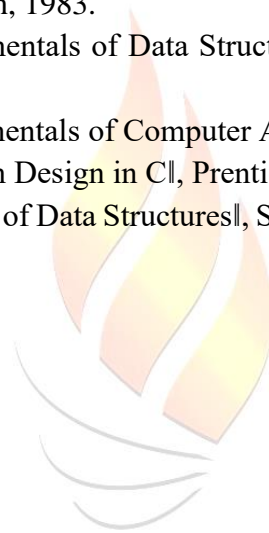 n, 1983.
nentals of Data Struct
nentals of Computer A
n Design in C‖, Prenti
of Data Structures‖, S